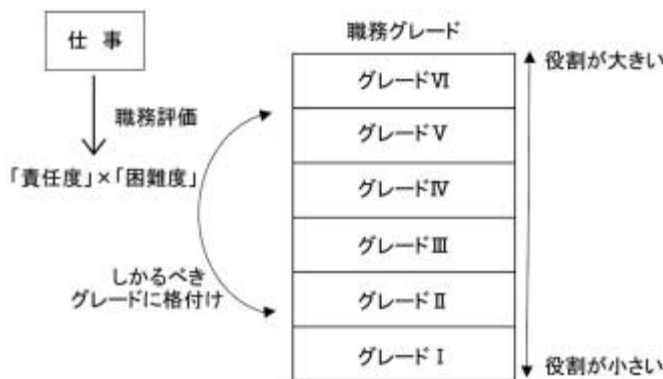 仕 事
職務評価
「責任度」×「困難度」
しかるべき
グレードに格付け
職務グレード
グレードⅥ
グレードⅤ
グレードⅣ
グレードⅢ
グレードⅡ
グレードⅠ
役割が大きい
役割が小さい